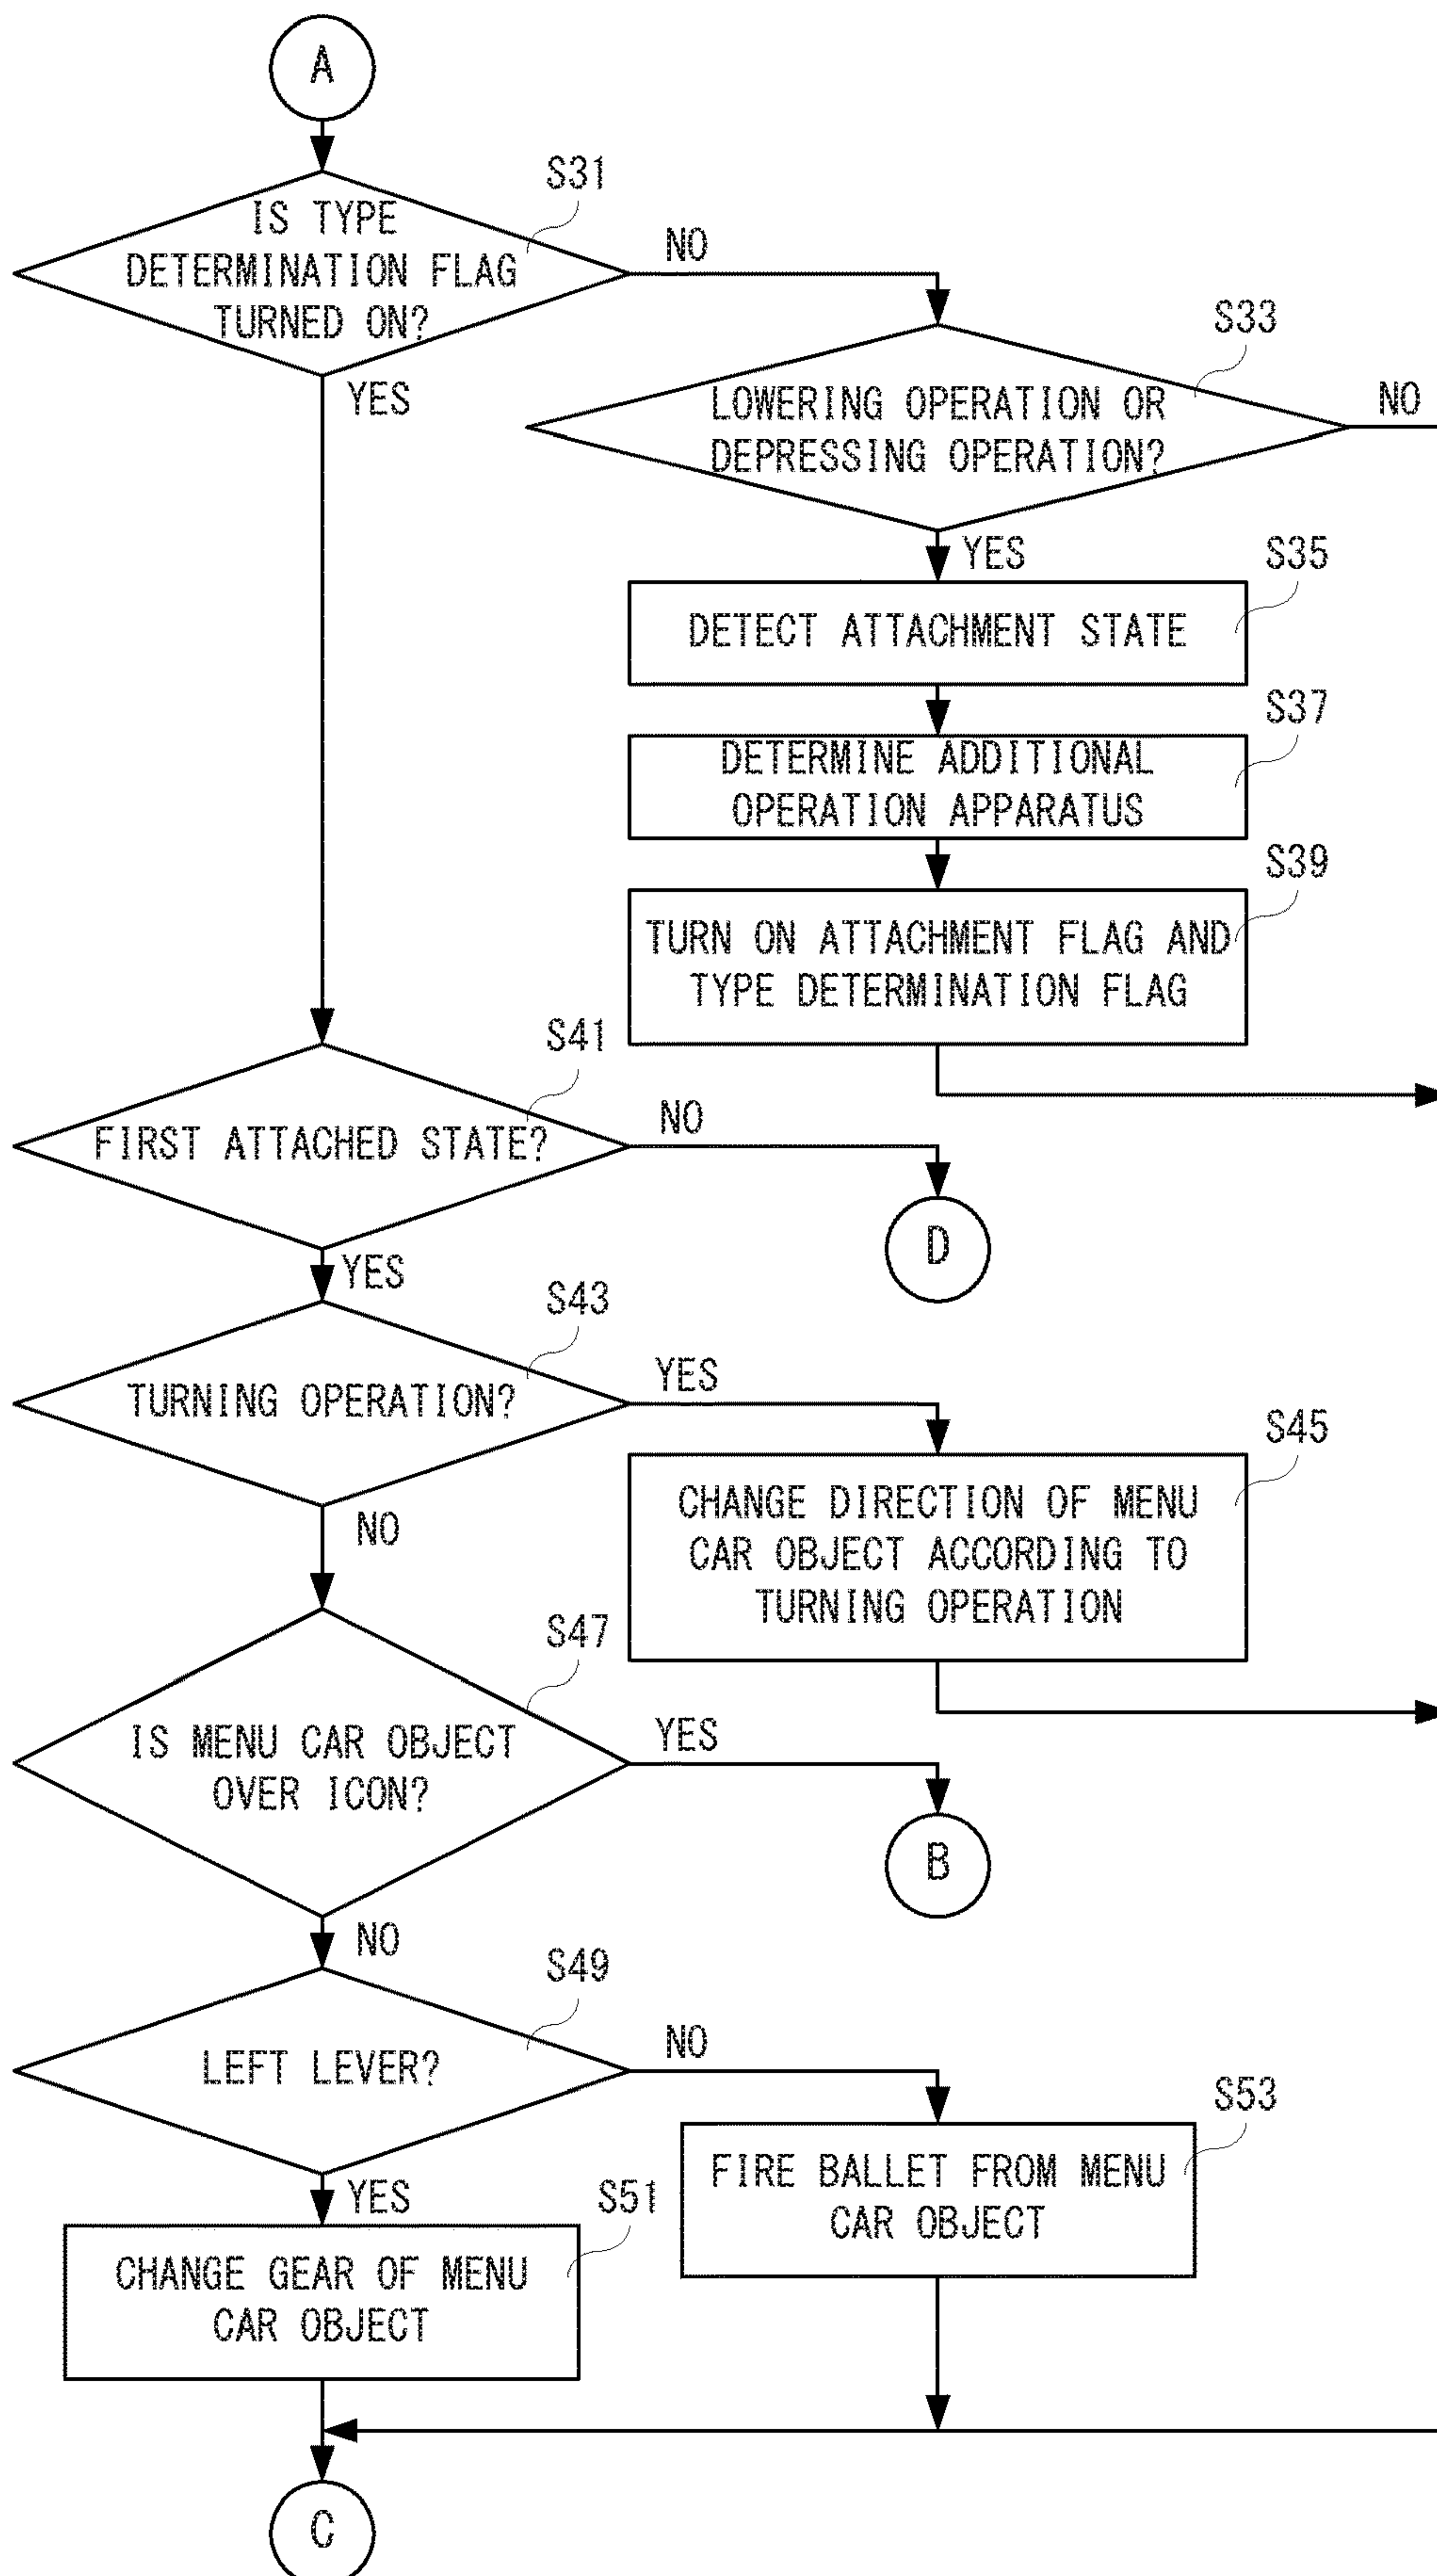 A
S31
IS TYPE
DETERMINATION FLAG
TURNED ON?
NO
YES
S33
LOWERING OPERATION OR
DEPRESSING OPERATION?
NO
YES
S35
DETECT ATTACHMENT STATE
S37
DETERMINE ADDITIONAL
OPERATION APPARATUS
S39
TURN ON ATTACHMENT FLAG AND
TYPE DETERMINATION FLAG
S41
FIRST ATTACHED STATE?
NO
D
YES
S43
TURNING OPERATION?
YES
S45
CHANGE DIRECTION OF MENU
CAR OBJECT ACCORDING TO
TURNING OPERATION
NO
S47
IS MENU CAR OBJECT
OVER ICON?
YES
B
NO
S49
LEFT LEVER?
NO
S53
FIRE BALLET FROM MENU
CAR OBJECT
YES
S51
CHANGE GEAR OF MENU
CAR OBJECT
C